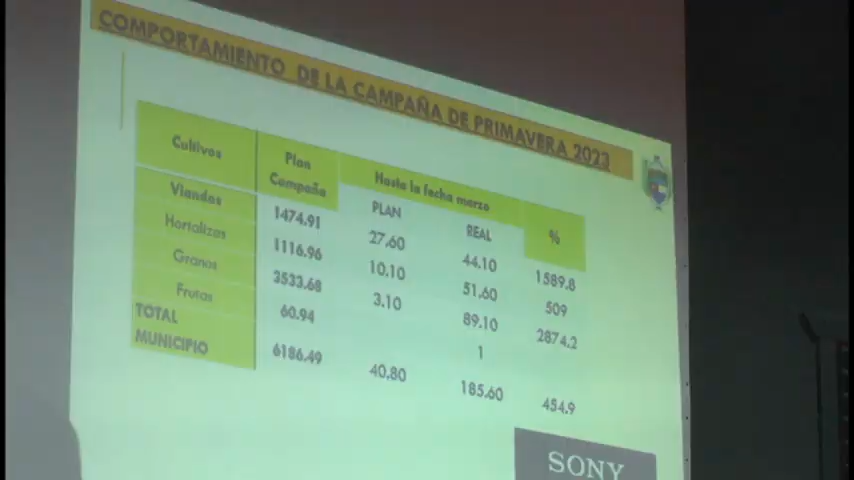 COMPORTAMIENTO DE LA CAMPAÑA DE PRIMAVERA 2023
Cultivos Plan Campaña Hasta la fecha marzo %
PLAN REAL
Viandas 1474.91 27.60 44.10 1589.8
Hortalizas 1116.96 10.10 51.60 509
Granos 3533.68 3.10 89.10 2874.2
Frutas 60.94 1
TOTAL MUNICIPIO 6186.49 40.80 185.60 454.9
SONY